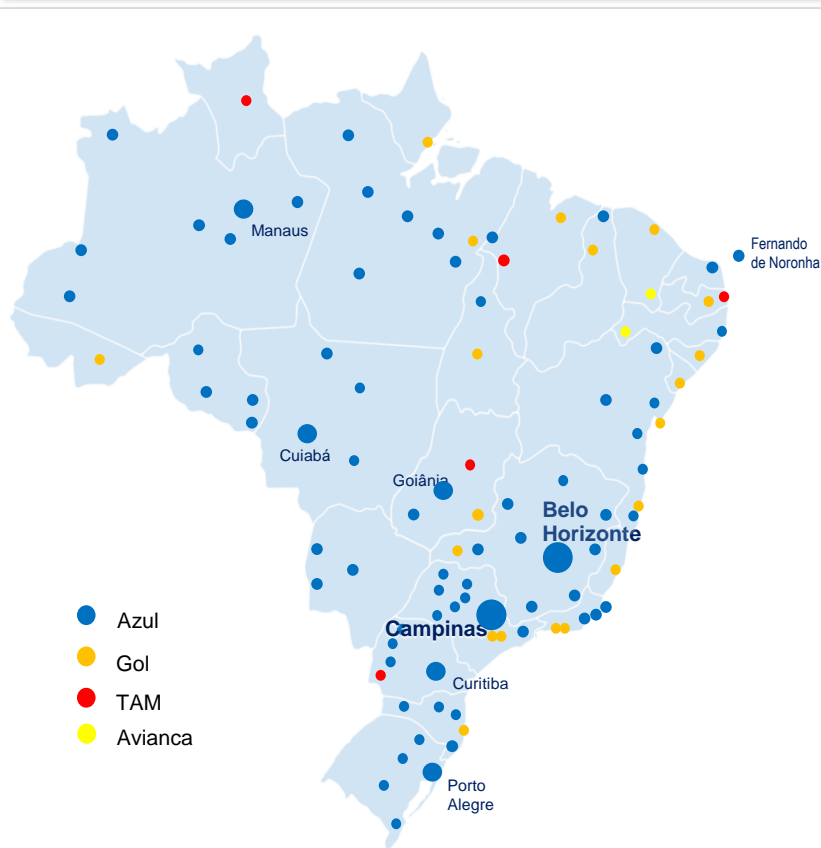 Manaus
Fernando
de Noronha
Cuiabá
Goiânia
Belo
Horizonte
Campinas
Curitiba
Porto
Alegre
Azul
Gol
TAM
Avianca